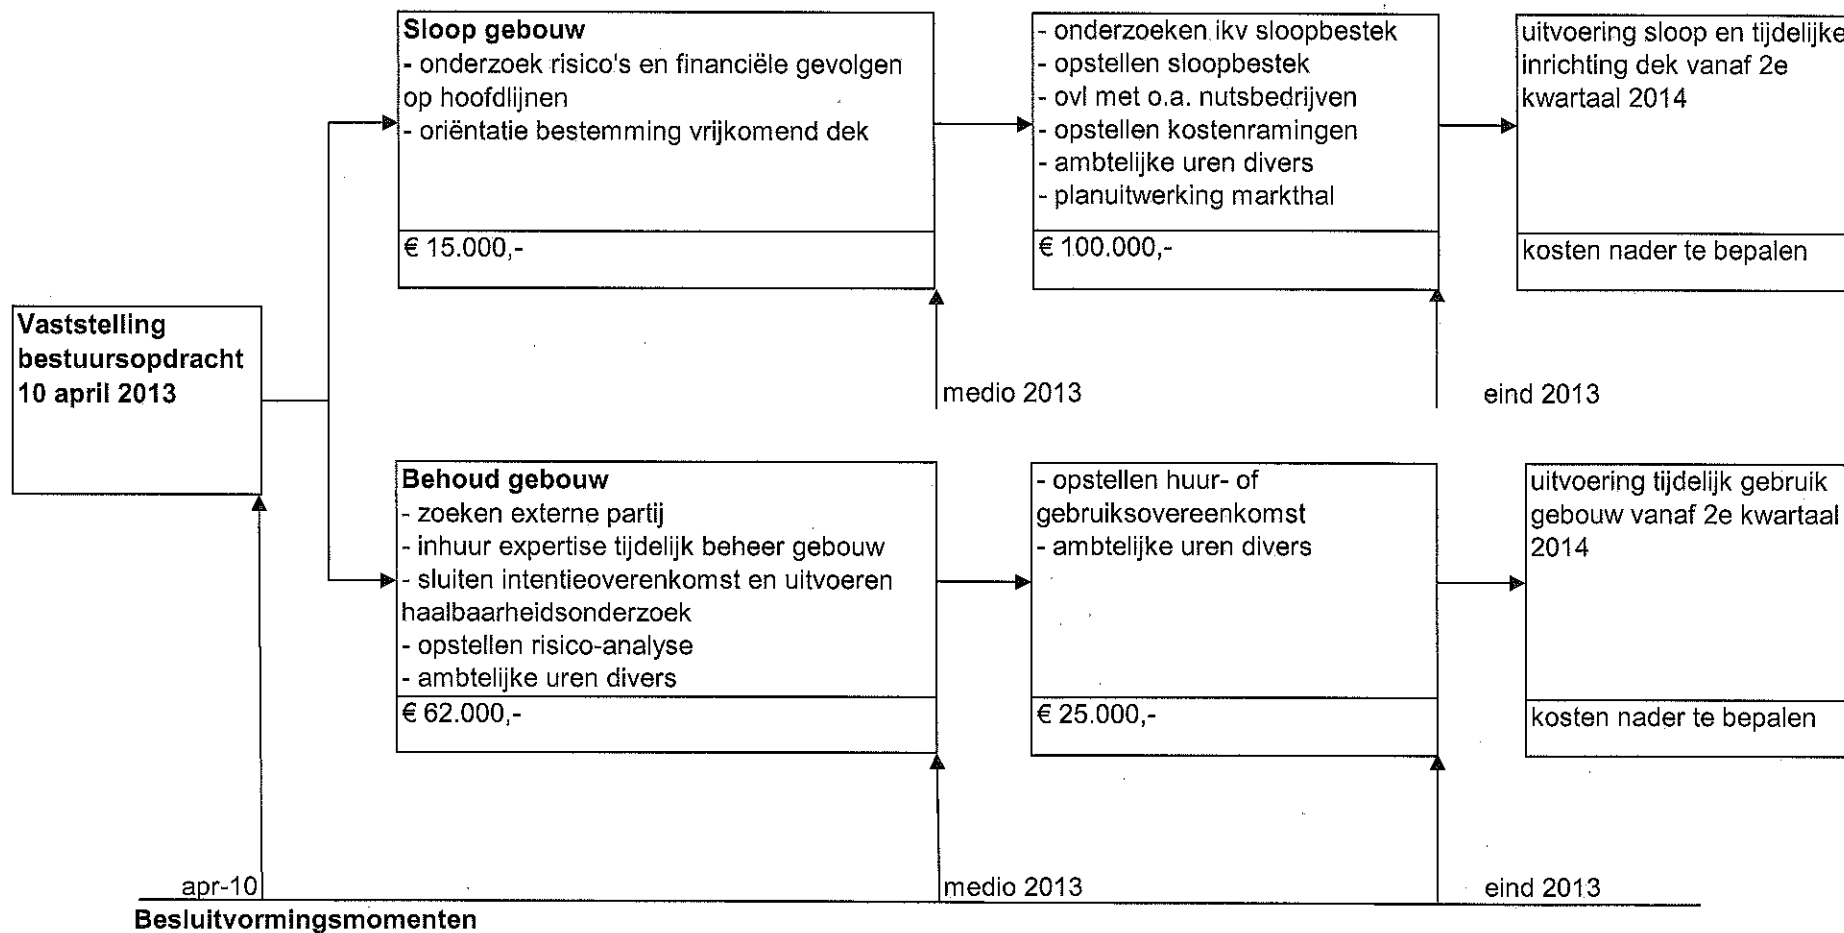 Sloop gebouw
- onderzoek risico's en financiële gevolgen
op hoofdlijnen
- oriëntatie bestemming vrijkomend dek
€ 15.000,-
- onderzoeken ikv sloopbestek
- opstellen sloopbestek
- ovl met o.a. nutsbedrijven
- opstellen kostenramingen
- ambtelijke uren divers
- planuitwerking markthal
€ 100.000,-
uitvoering sloop en tijdelijke
inrichting dek vanaf 2e
kwartaal 2014
kosten nader te bepalen
Vaststelling
bestuursopdracht
10 april 2013
medio 2013
eind 2013
Behoud gebouw
- zoeken externe partij
- inhuur expertise tijdelijk beheer gebouw
- sluiten intentieoverenkomst en uitvoeren
haalbaarheidsonderzoek
- opstellen risico-analyse
- ambtelijke uren divers
€ 62.000,-
- opstellen huur- of
gebruiksovereenkomst
- ambtelijke uren divers
€ 25.000,-
uitvoering tijdelijk gebruik
gebouw vanaf 2e kwartaal
2014
kosten nader te bepalen
apr-10
medio 2013
eind 2013
Besluitvormingsmomenten